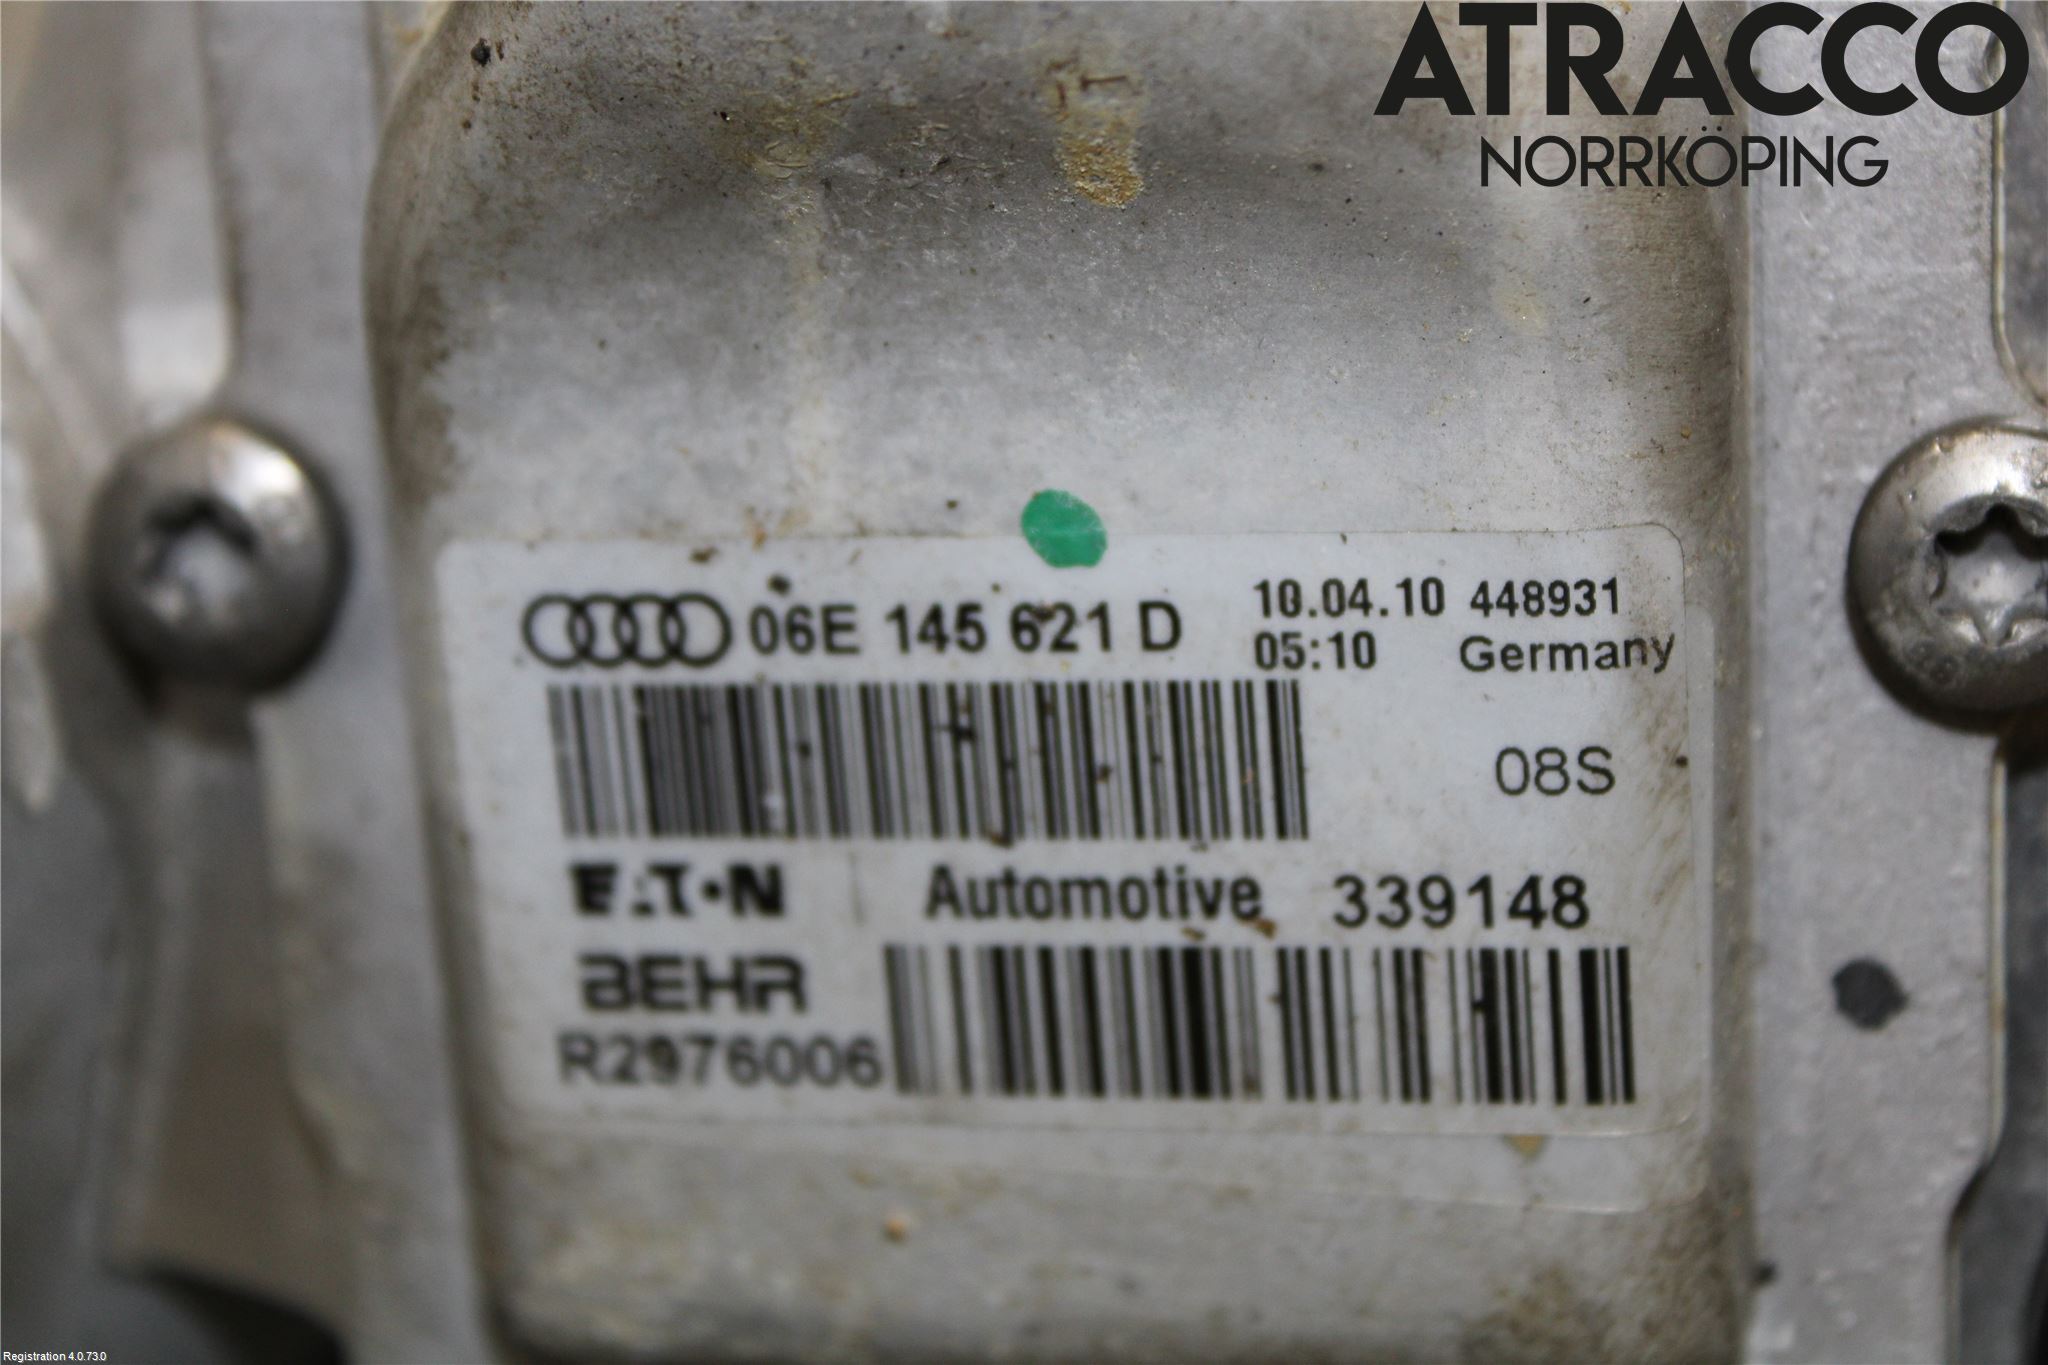 ATRACCO
NORRKÖPING
06E 145 621 D
10.04.10 448931
05:10 Germany
08S
EATON Automotive 339148
BEHR
R2976006
Registration 4.0.73.0